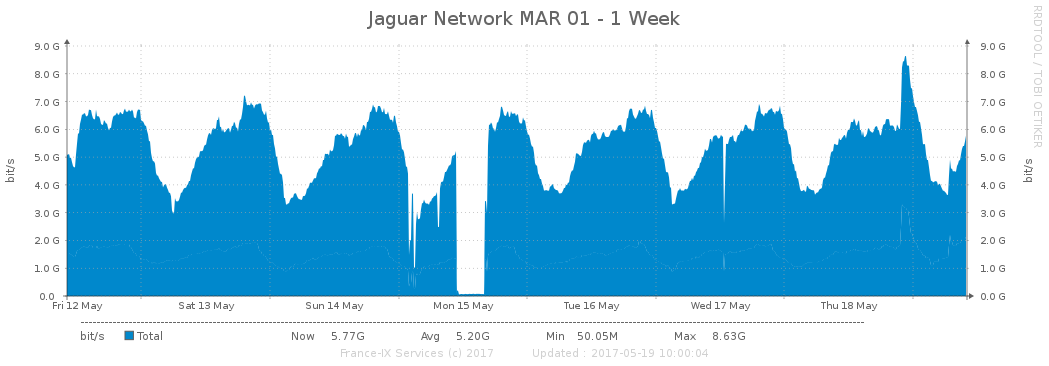 Jaguar Network MAR 01 - 1 Week
RRDTOOL / TOBI OETIKER
bit/s
9.0 G 9.0 G
8.0 G 8.0 G
7.0 G 7.0 G
6.0 G 6.0 G
5.0 G 5.0 G
4.0 G 4.0 G
3.0 G 3.0 G
2.0 G 2.0 G
1.0 G 1.0 G
0.0 0.0 G
bit/s
Fri 12 May Sat 13 May Sun 14 May Mon 15 May Tue 16 May Wed 17 May Thu 18 May
bit/s Total Now 5.77G Avg 5.20G Min 50.05M Max 8.63G
France-IX Services (c) 2017 Updated : 2017-05-19 10:00:04